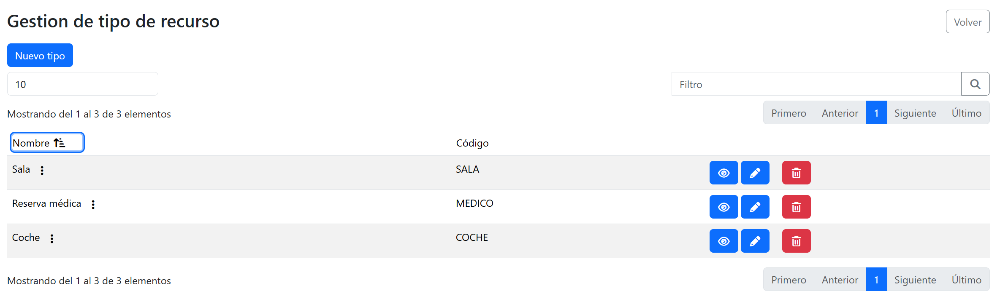 Gestion de tipo de recurso
Volver
Nuevo tipo
10
Filtro
Mostrando del 1 al 3 de 3 elementos
Primero Anterior 1 Siguiente Último
Nombre Código
Sala SALA
Reserva médica MEDICO
Coche COCHE
Mostrando del 1 al 3 de 3 elementos
Primero Anterior 1 Siguiente Último